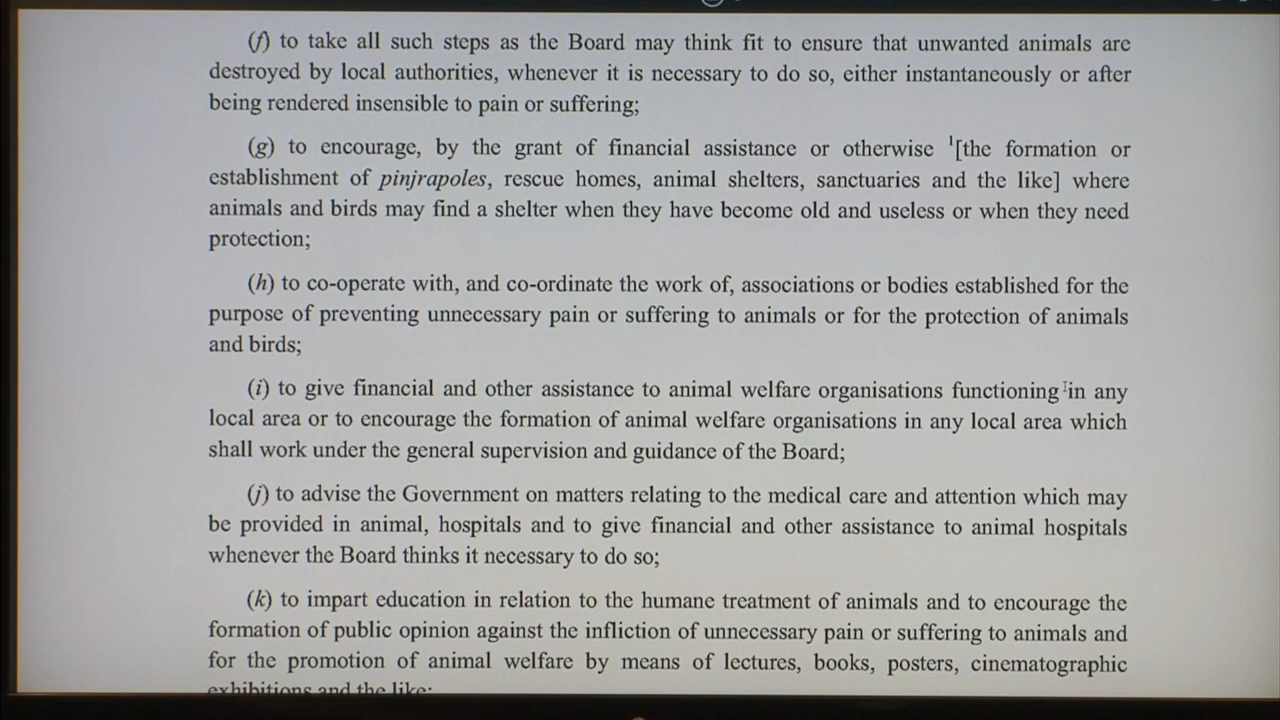 (f) to take all such steps as the Board may think fit to ensure that unwanted animals are
destroyed by local authorities, whenever it is necessary to do so, either instantaneously or after
being rendered insensible to pain or suffering;
(g) to encourage, by the grant of financial assistance or otherwise ¹[the formation or
establishment of pinjrapoles, rescue homes, animal shelters, sanctuaries and the like] where
animals and birds may find a shelter when they have become old and useless or when they need
protection;
(h) to co-operate with, and co-ordinate the work of, associations or bodies established for the
purpose of preventing unnecessary pain or suffering to animals or for the protection of animals
and birds;
(i) to give financial and other assistance to animal welfare organisations functioning in any
local area or to encourage the formation of animal welfare organisations in any local area which
shall work under the general supervision and guidance of the Board;
(j) to advise the Government on matters relating to the medical care and attention which may
be provided in animal, hospitals and to give financial and other assistance to animal hospitals
whenever the Board thinks it necessary to do so;
(k) to impart education in relation to the humane treatment of animals and to encourage the
formation of public opinion against the infliction of unnecessary pain or suffering to animals and
for the promotion of animal welfare by means of lectures, books, posters, cinematographic
exhibitions and the like;